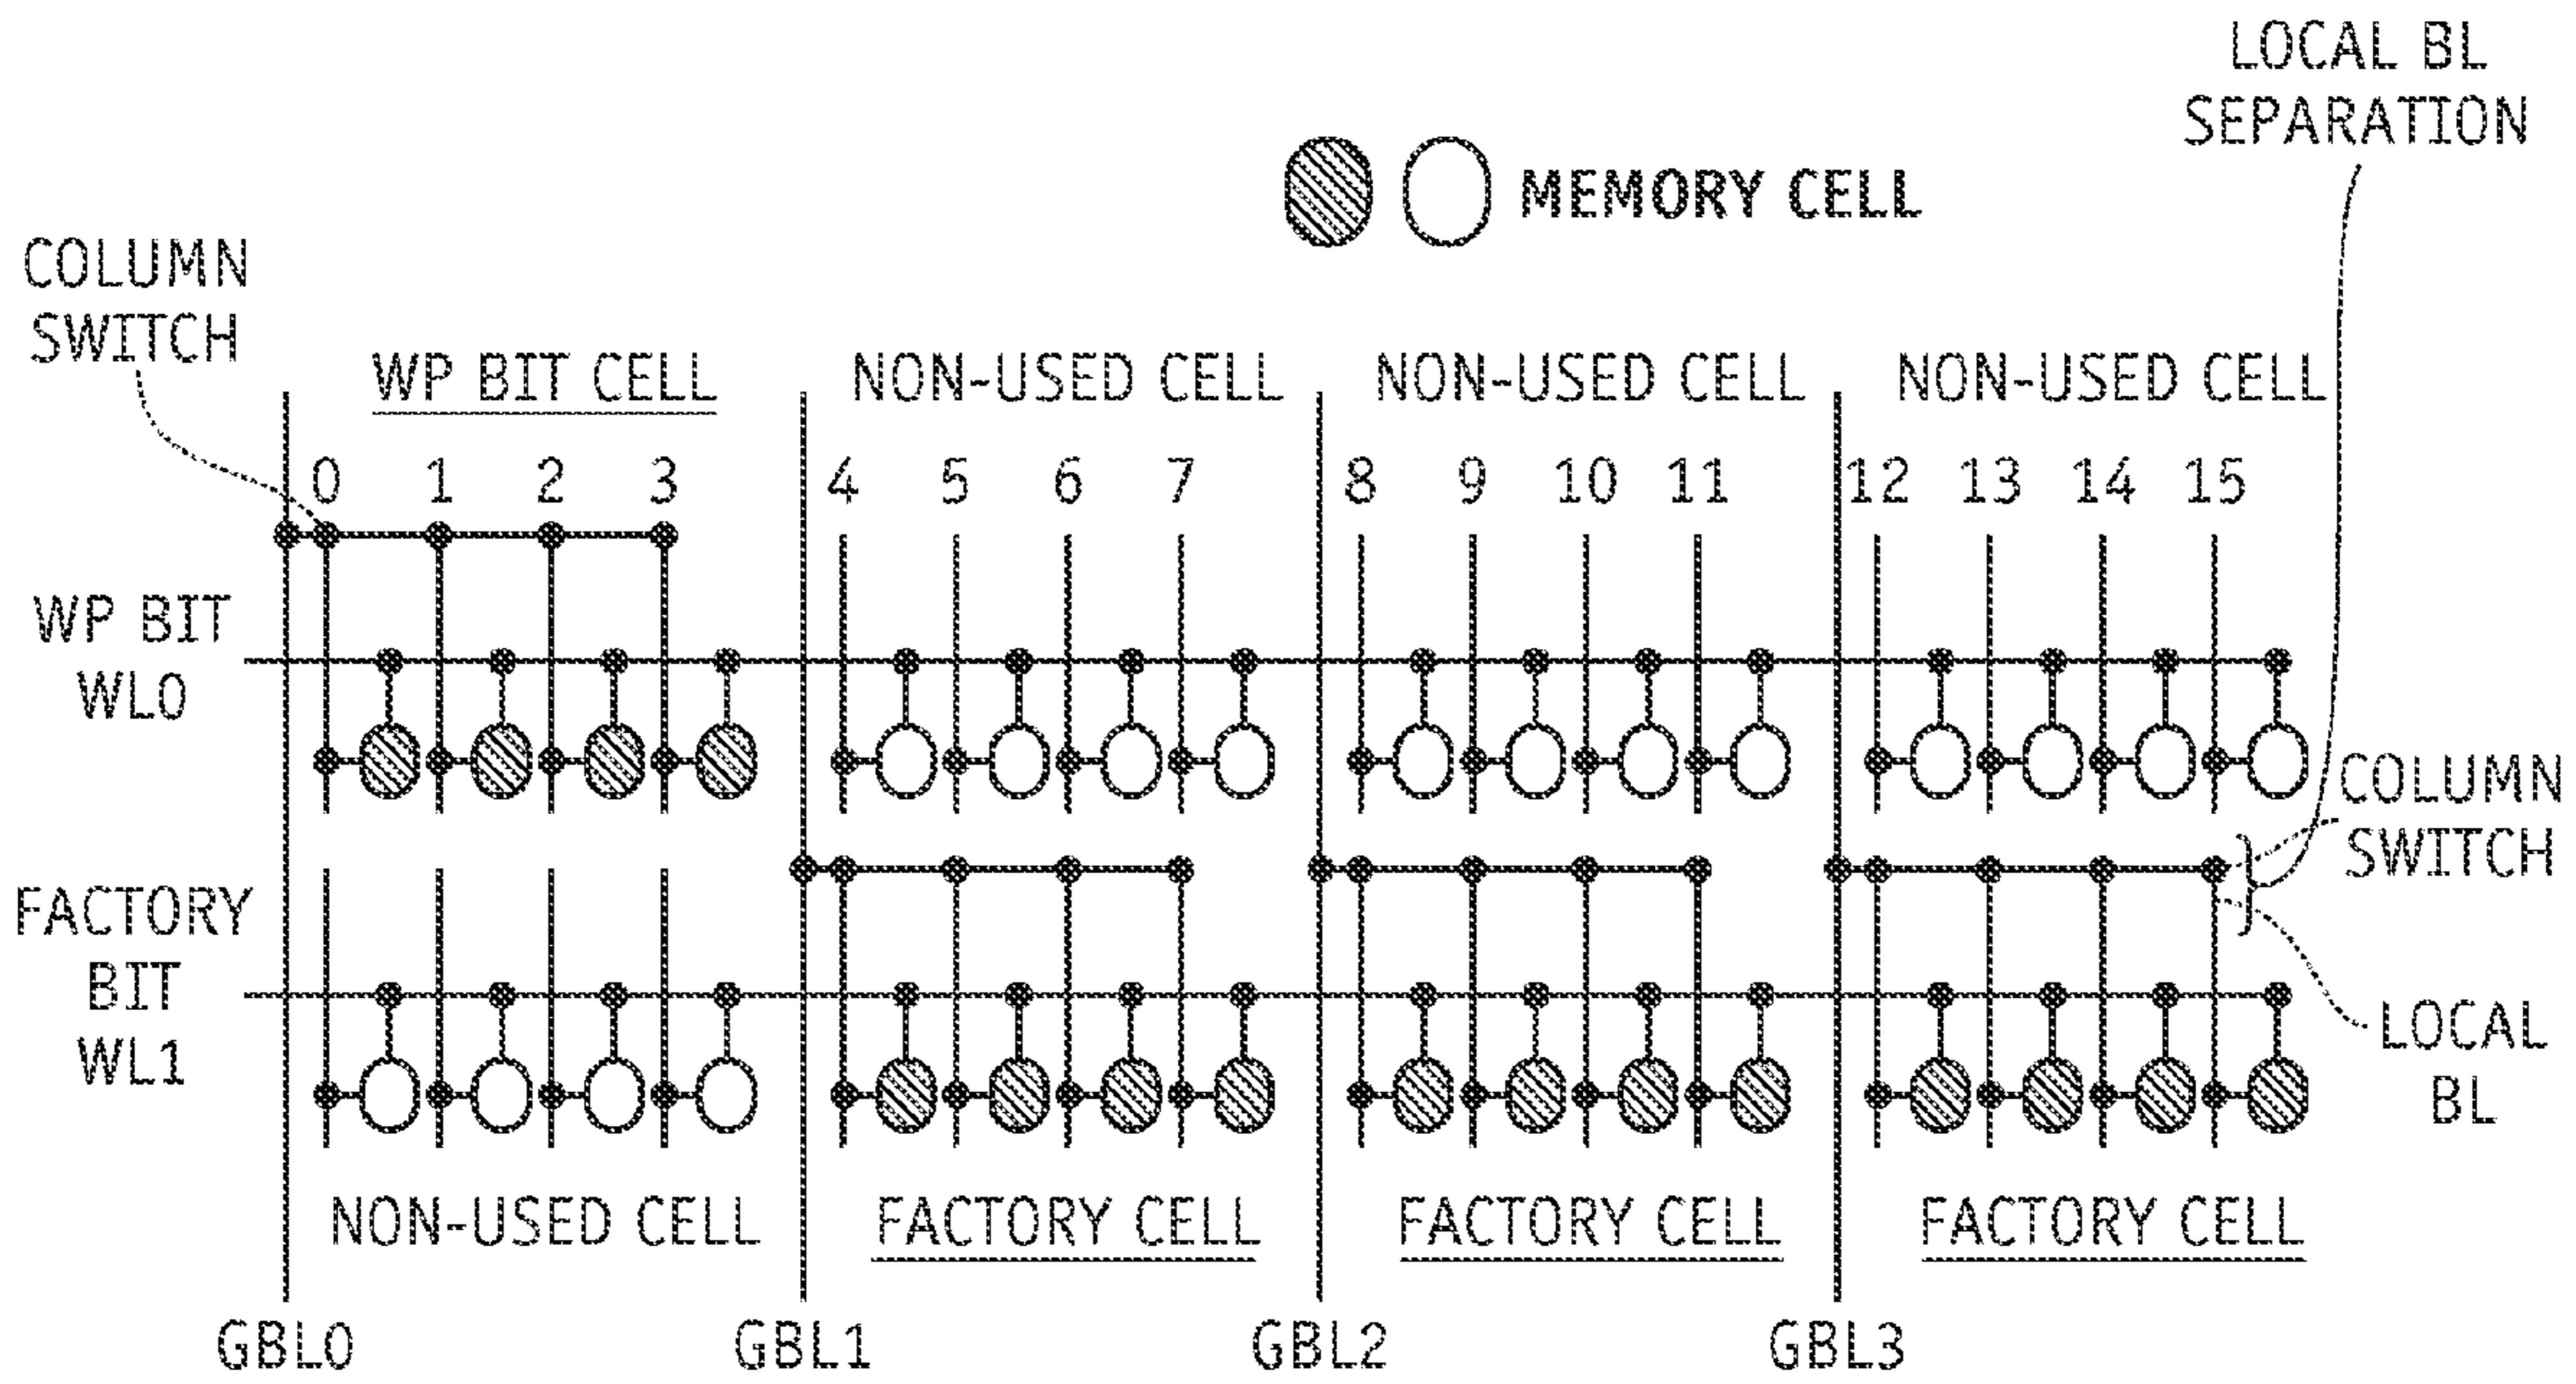 LOCAL BL
SEPARATION
MEMORY CELL
COLUMN
SWITCH
WP BIT CELL
NON-USED CELL
NON-USED CELL
NON-USED CELL
0 1 2 3 4 5 6 7 8 9 10 11 12 13 14 15
WP BIT
WL0
COLUMN
SWITCH
FACTORY
BIT
WL1
LOCAL
BL
NON-USED CELL
FACTORY CELL
FACTORY CELL
FACTORY CELL
GBL0
GBL1
GBL2
GBL3